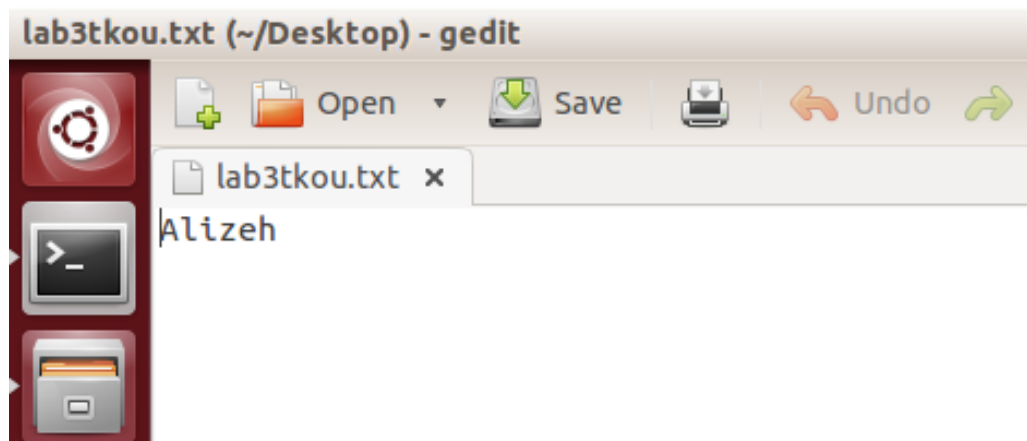 lab3tkou.txt (~/Desktop) - gedit
Open Save Undo
lab3tkou.txt ×
Alizeh
>_